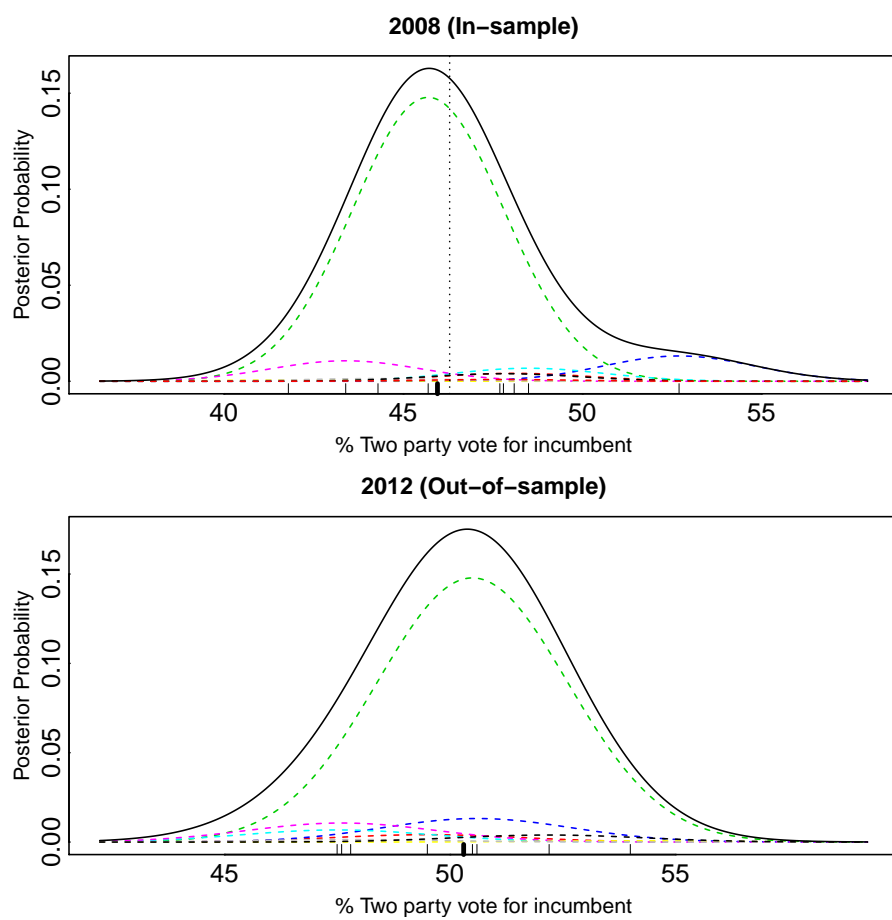 2008 (In−sample)
Posterior Probability
0.00 0.05 0.10 0.15
40 45 50 55
% Two party vote for incumbent
2012 (Out−of−sample)
Posterior Probability
0.00 0.05 0.10 0.15
45 50 55
% Two party vote for incumbent